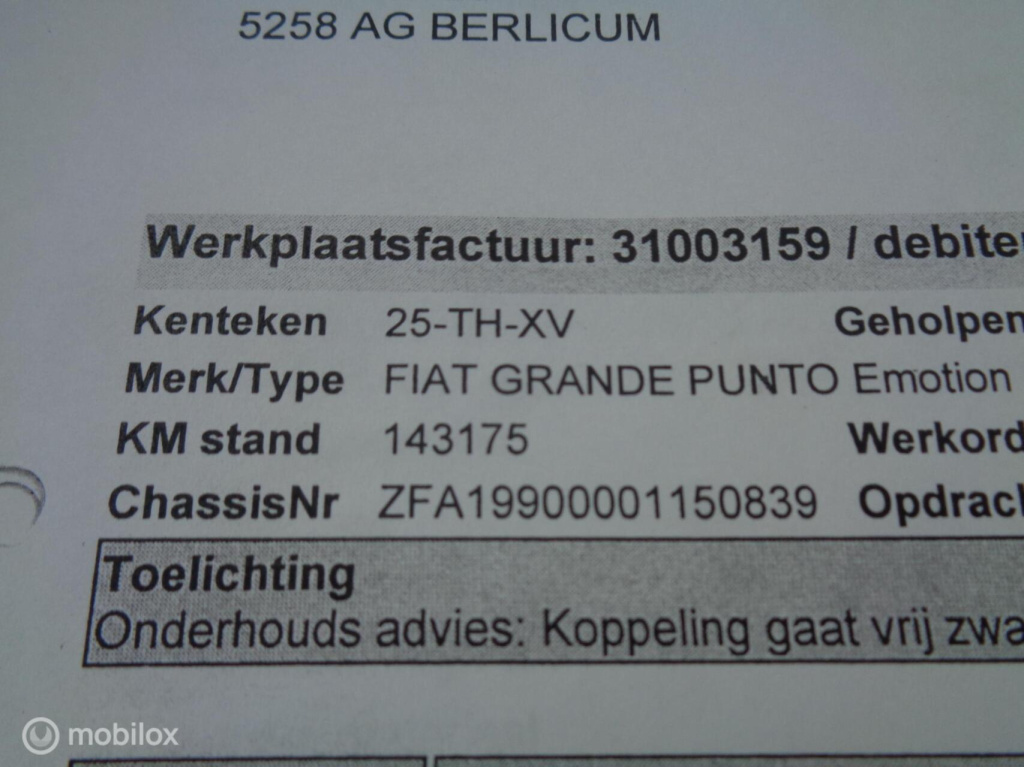 5258 AG BERLICUM
Werkplaatsfactuur: 31003159 / debite
Kenteken 25-TH-XV Geholpen
Merk/Type FIAT GRANDE PUNTO Emotion
KM stand 143175 Werkord
ChassisNr ZFA19900001150839 Opdrach
Toelichting
Onderhouds advies: Koppeling gaat vrij zwa
mobilox